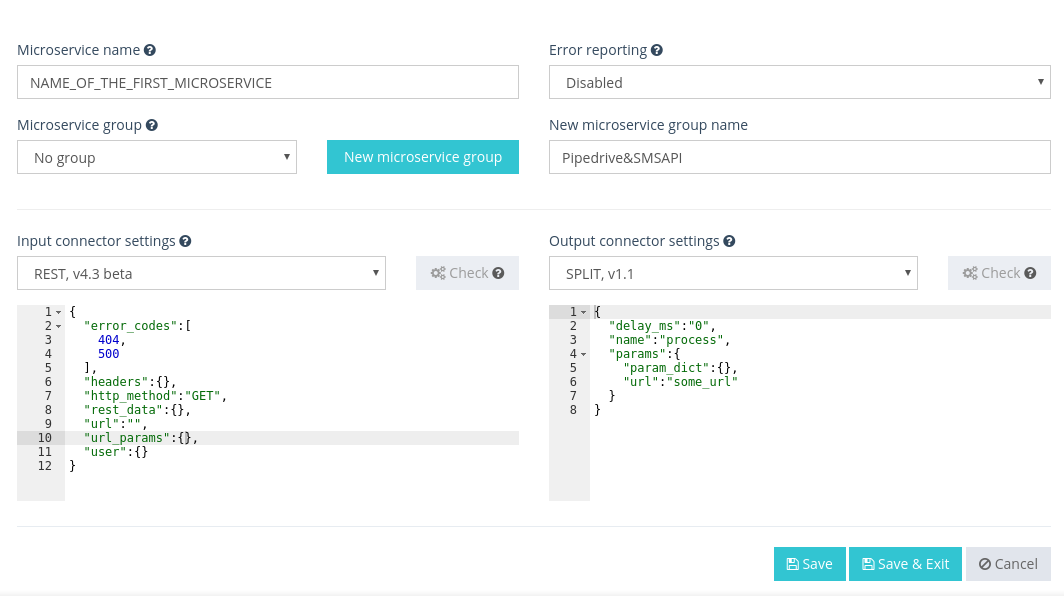 Microservice name
Error reporting
NAME_OF_THE_FIRST_MICROSERVICE
Disabled
Microservice group
New microservice group name
No group
New microservice group
Pipedrive&SMSAPI
Input connector settings
Output connector settings
REST, v4.3 beta
Check
SPLIT, v1.1
Check
1 {
2 "error_codes":[
3 404,
4 500
5 ],
6 "headers":{},
7 "http_method":"GET",
8 "rest_data":{},
9 "url":"",
10 "url_params":{},
11 "user":{}
12 }
1 {
2 "delay_ms":"0",
3 "name":"process",
4 "params":{
5 "param_dict":{},
6 "url":"some_url"
7 }
8 }
Save
Save & Exit
Cancel